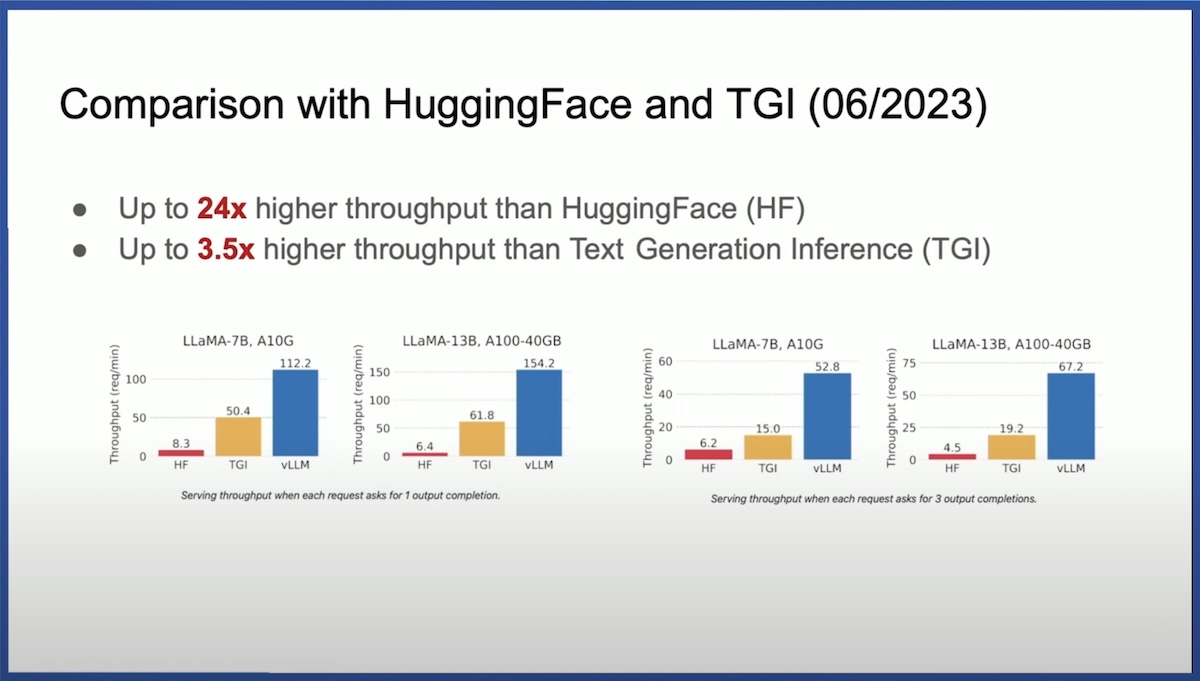 Comparison with HuggingFace and TGI (06/2023)
● Up to 24x higher throughput than HuggingFace (HF)
● Up to 3.5x higher throughput than Text Generation Inference (TGI)
LLaMA-7B, A10G
Throughput (req/min)
100
50
0
8.3
50.4
112.2
HF
TGI
vLLM
LLaMA-13B, A100-40GB
Throughput (req/min)
150
100
50
0
6.4
61.8
154.2
HF
TGI
vLLM
Serving throughput when each request asks for 1 output completion.
LLaMA-7B, A10G
Throughput (req/min)
60
40
20
0
6.2
15.0
52.8
HF
TGI
vLLM
LLaMA-13B, A100-40GB
Throughput (req/min)
75
50
25
0
4.5
19.2
67.2
HF
TGI
vLLM
Serving throughput when each request asks for 3 output completions.